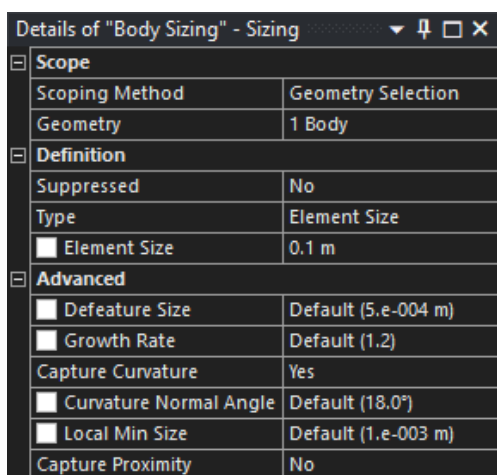 Details of "Body Sizing" - Sizing
Scope
Scoping Method Geometry Selection
Geometry 1 Body
Definition
Suppressed No
Type Element Size
Element Size 0.1 m
Advanced
Defeature Size Default (5.e-004 m)
Growth Rate Default (1.2)
Capture Curvature Yes
Curvature Normal Angle Default (18.0°)
Local Min Size Default (1.e-003 m)
Capture Proximity No